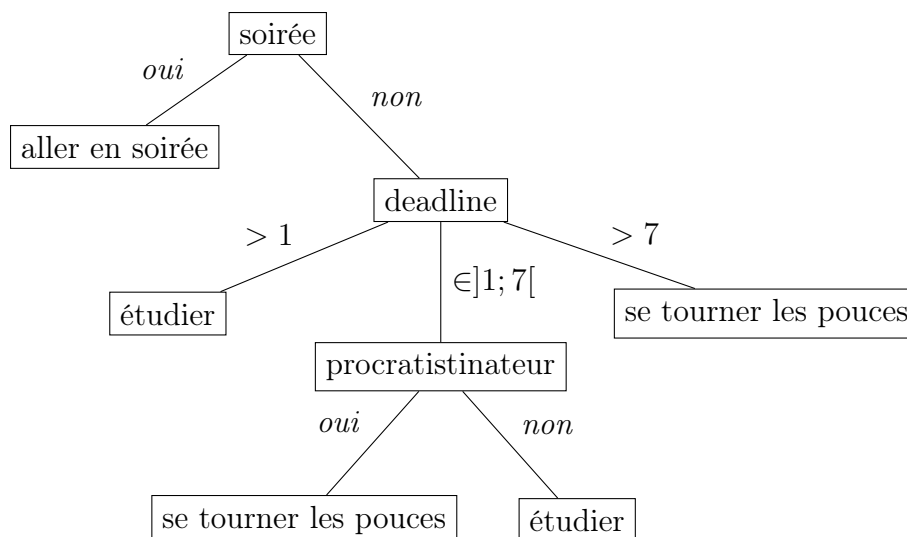 soirée
oui
non
aller en soirée
deadline
> 1
∈]1; 7[
> 7
étudier
se tourner les pouces
procratistinateur
oui
non
se tourner les pouces
étudier